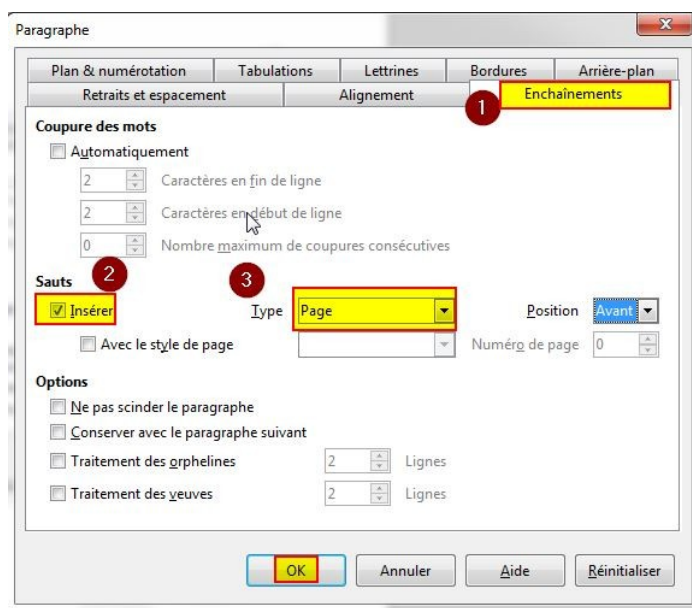 Paragraphe
Plan & numérotation Tabulations Lettrines Bordures Arrière-plan
Retraits et espacement Alignement 1 Enchaînements
Coupure des mots
Automatiquement
2 Caractères en fin de ligne
2 Caractères en début de ligne
0 Nombre maximum de coupures consécutives
Sauts 2 3
Insérer Type Page Position Avant
Avec le style de page Numéro de page 0
Options
Ne pas scinder le paragraphe
Conserver avec le paragraphe suivant
Traitement des orphelines 2 Lignes
Traitement des veuves 2 Lignes
OK Annuler Aide Réinitialiser